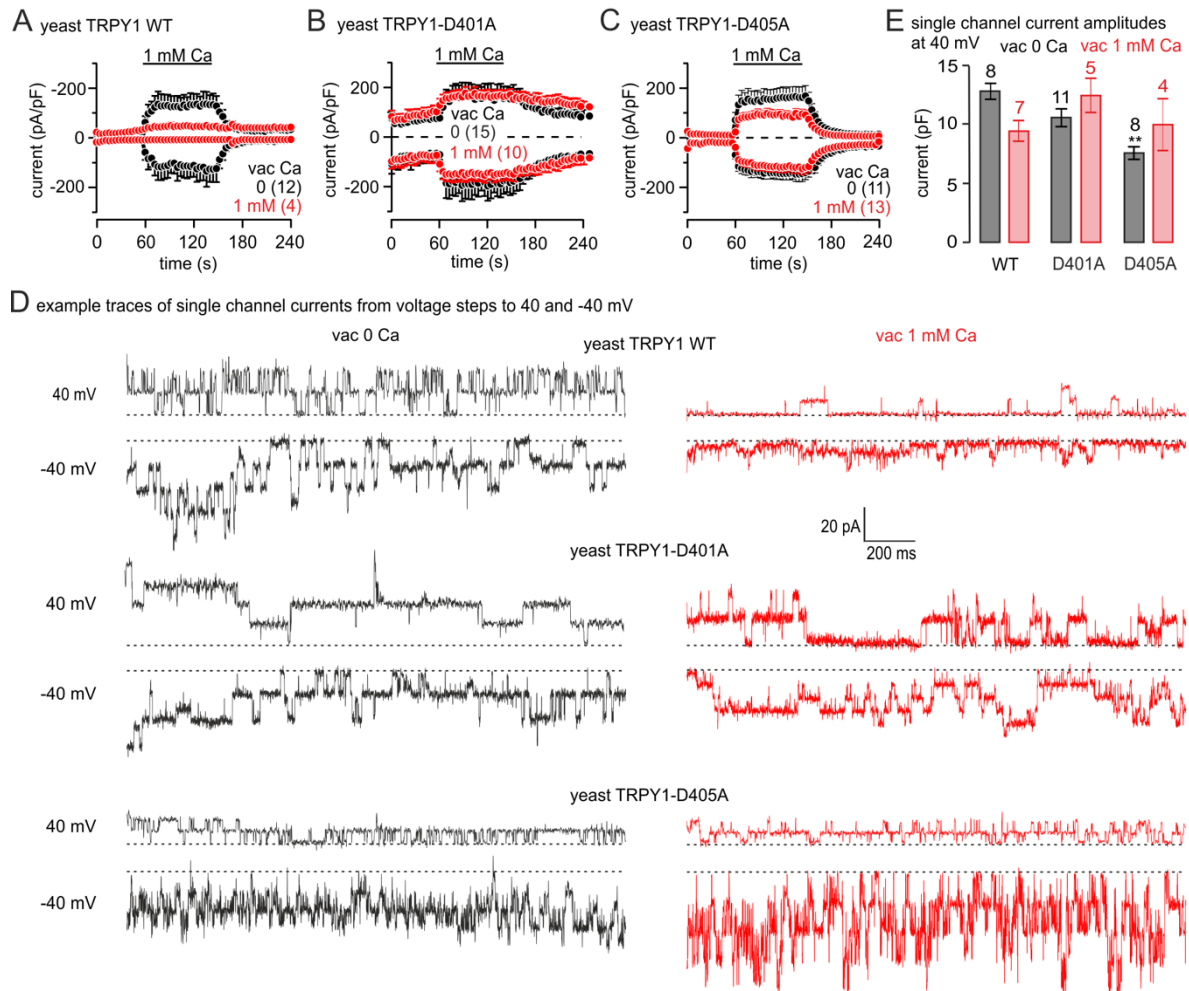 A yeast TRPY1 WT
1 mM Ca
current (pA/pF)
-200
0
200
0 60 120 180 240
time (s)
vac Ca
0 (12)
1 mM (4)
B yeast TRPY1-D401A
1 mM Ca
current (pA/pF)
200
0
-200
0 60 120 180 240
time (s)
vac Ca
0 (15)
1 mM (10)
C yeast TRPY1-D405A
1 mM Ca
current (pA/pF)
200
0
-200
0 60 120 180 240
time (s)
vac Ca
0 (11)
1 mM (13)
E single channel current amplitudes
at 40 mV vac 0 Ca vac 1 mM Ca
current (pF)
15
10
5
0
8 7 11 5 8 4
**
WT D401A D405A
D example traces of single channel currents from voltage steps to 40 and -40 mV
vac 0 Ca vac 1 mM Ca
yeast TRPY1 WT
40 mV
-40 mV
20 pA
200 ms
yeast TRPY1-D401A
40 mV
-40 mV
yeast TRPY1-D405A
40 mV
-40 mV